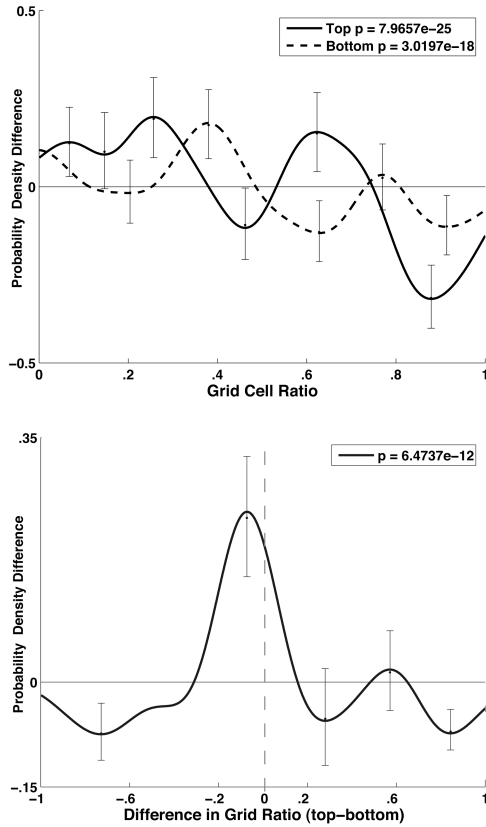 0.5
Top p = 7.9657e−25
Bottom p = 3.0197e−18
Probability Density Difference
0
−0.5
0 .2 .4 .6 .8 1
Grid Cell Ratio
.35
p = 6.4737e−12
Probability Density Difference
0
−.15
−1 −.6 −.2 0 .2 .6 1
Difference in Grid Ratio (top−bottom)